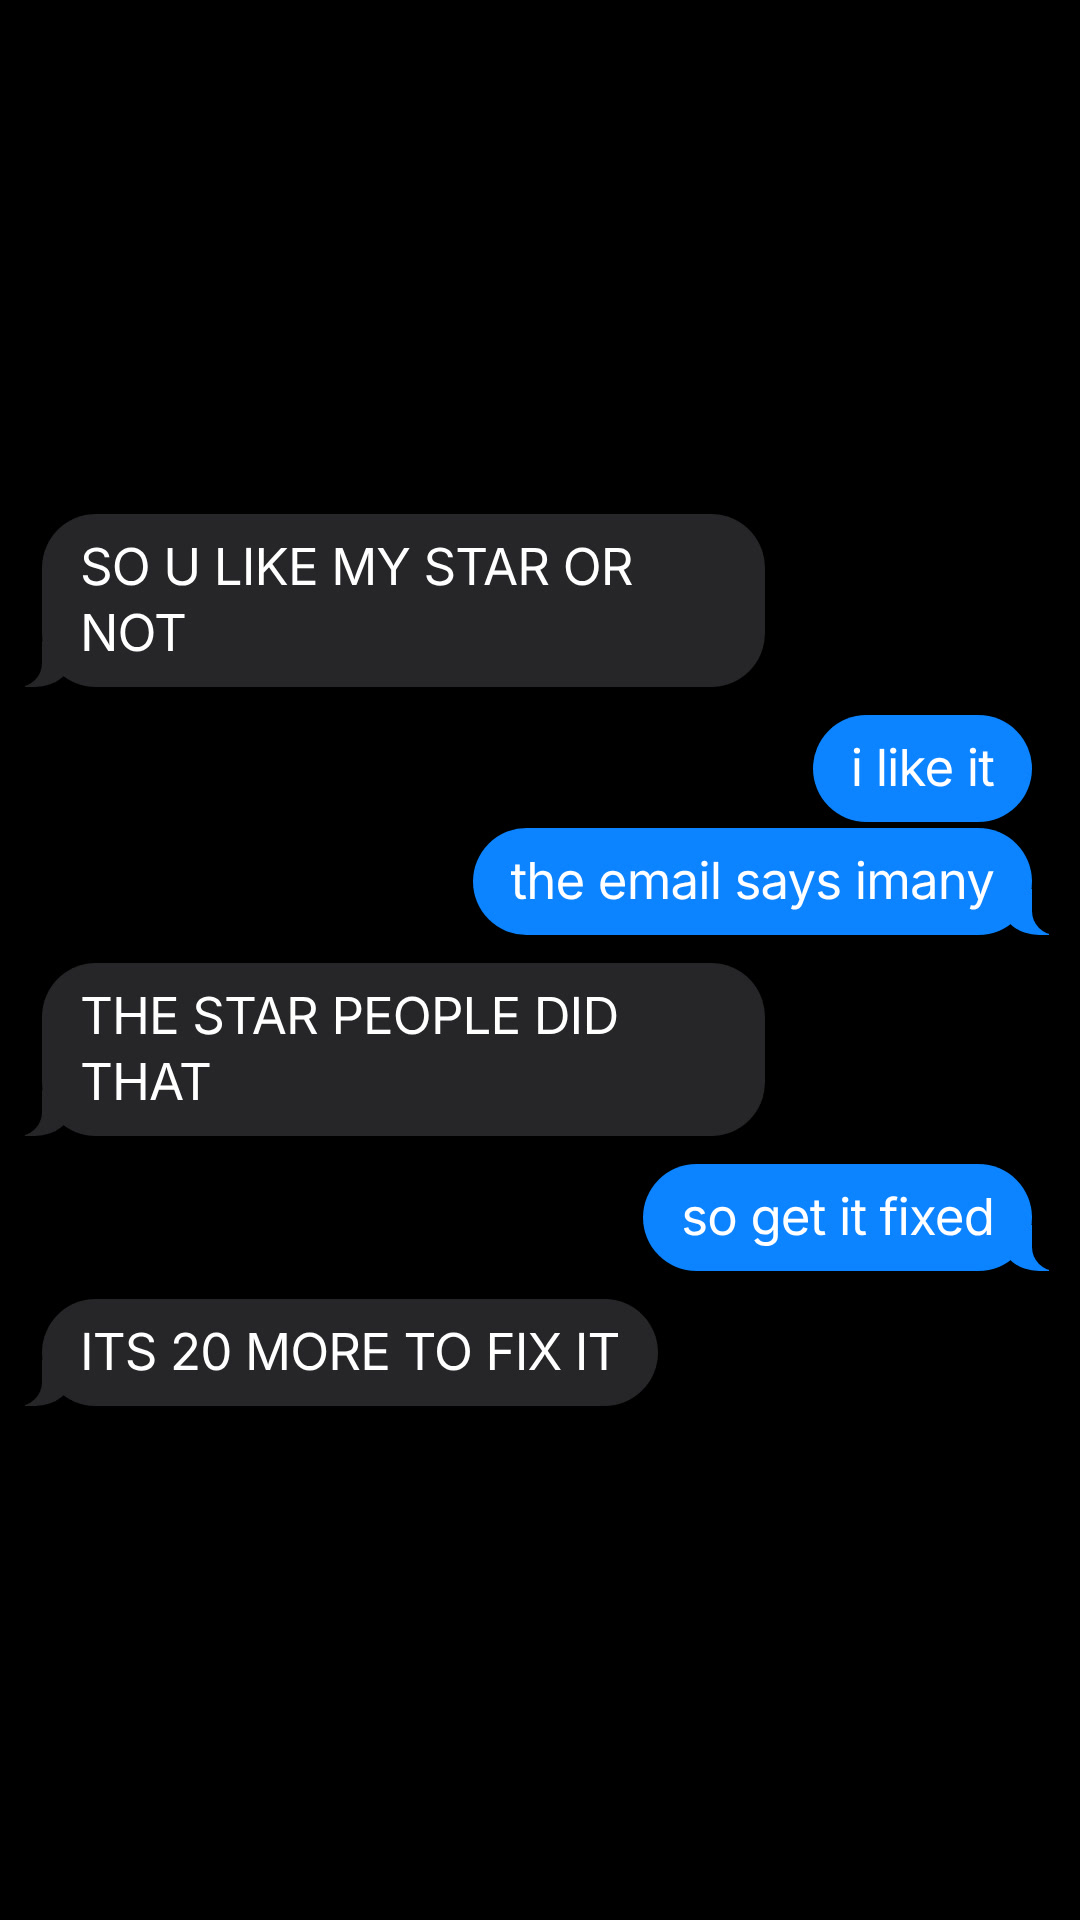 SO U LIKE MY STAR OR
NOT
i like it
the email says imany
THE STAR PEOPLE DID
THAT
so get it fixed
ITS 20 MORE TO FIX IT